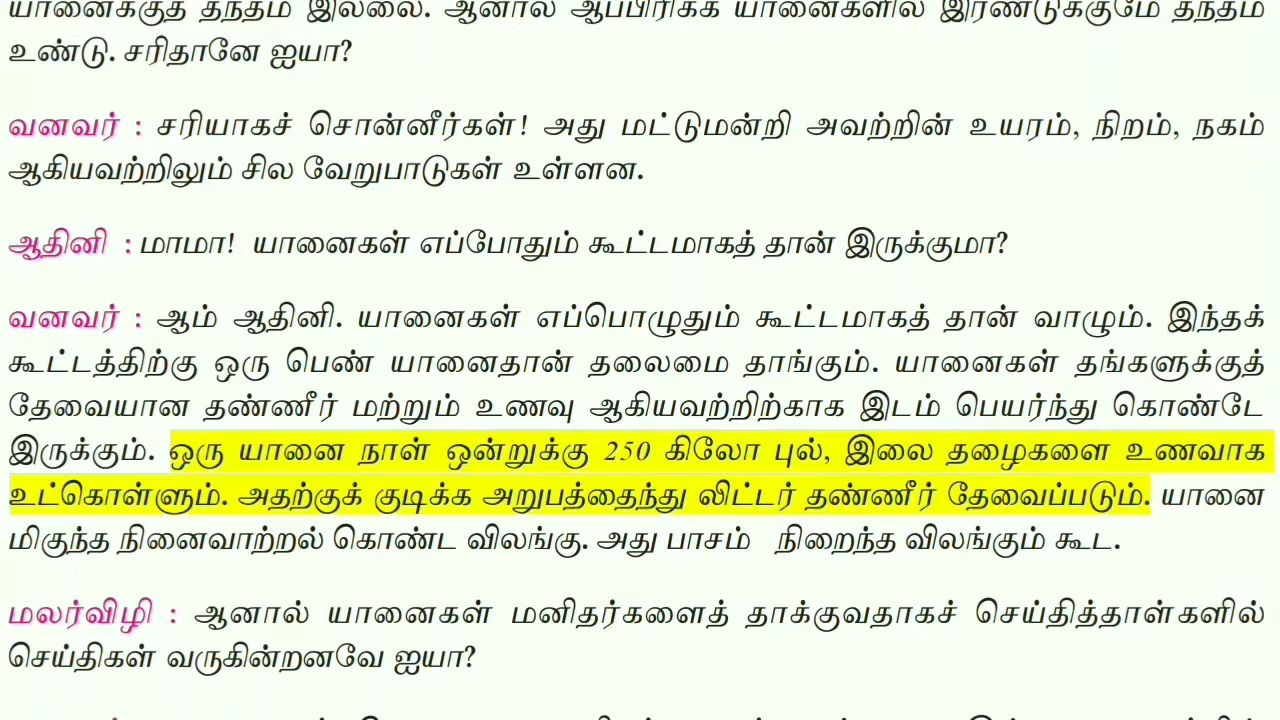 யானைக்குத் தந்தம் இல்லை. ஆனால் ஆப்பிரிக்க யானைகளில் இரண்டுக்குமே தந்தம்
உண்டு. சரிதானே ஐயா?
வனவர் : சரியாகச் சொன்னீர்கள்! அது மட்டுமன்றி அவற்றின் உயரம், நிறம், நகம்
ஆகியவற்றிலும் சில வேறுபாடுகள் உள்ளன.
ஆதினி : மாமா! யானைகள் எப்போதும் கூட்டமாகத் தான் இருக்குமா?
வனவர் : ஆம் ஆதினி. யானைகள் எப்பொழுதும் கூட்டமாகத் தான் வாழும். இந்தக்
கூட்டத்திற்கு ஒரு பெண் யானைதான் தலைமை தாங்கும். யானைகள் தங்களுக்குத்
தேவையான தண்ணீர் மற்றும் உணவு ஆகியவற்றிற்காக இடம் பெயர்ந்து கொண்டே
இருக்கும். ஒரு யானை நாள் ஒன்றுக்கு 250 கிலோ புல், இலை தழைகளை உணவாக
உட்கொள்ளும். அதற்குக் குடிக்க அறுபத்தைந்து லிட்டர் தண்ணீர் தேவைப்படும். யானை
மிகுந்த நினைவாற்றல் கொண்ட விலங்கு. அது பாசம் நிறைந்த விலங்கும் கூட.
மலர்விழி : ஆனால் யானைகள் மனிதர்களைத் தாக்குவதாகச் செய்தித்தாள்களில்
செய்திகள் வருகின்றனவே ஐயா?